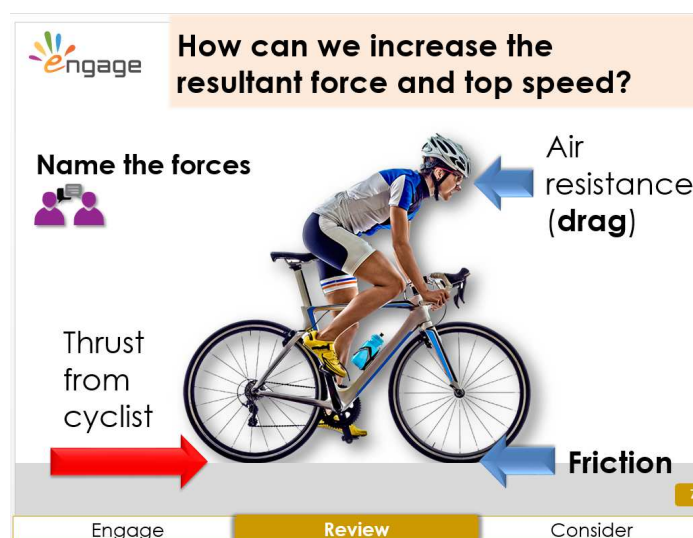 engage
How can we increase the
resultant force and top speed?
Name the forces
Air
resistance
(drag)
Thrust
from
cyclist
Friction
Engage
Review
Consider